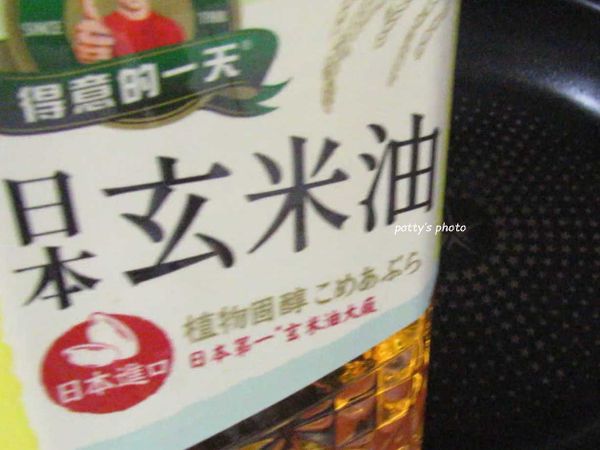 得意的一天
日本
玄米油
potty's photo
植物固醇 こめあぶら
日本第一"玄米油大廠
日本進口